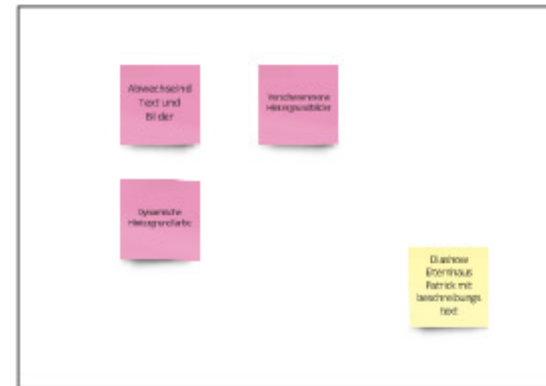 Abwechselnd
Text und
Bilder
Verschwommene
Hintergrundbilder
Dynamische
Hintergrundfarbe
Diashow
Elternhaus
Patrick mit
beschreibungs
text